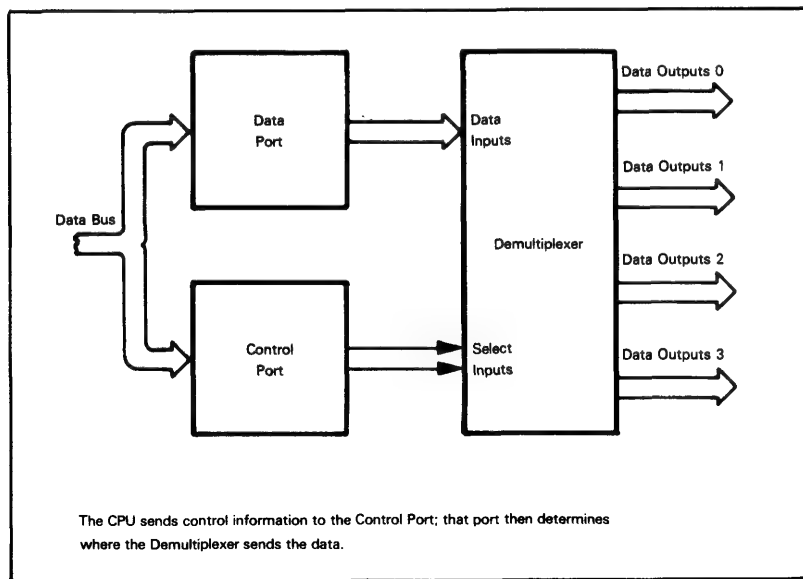 Data Outputs 0
Data
Port
Data
Inputs
Data Outputs 1
Data Bus
Demultiplexer
Data Outputs 2
Control
Port
Select
Inputs
Data Outputs 3
The CPU sends control information to the Control Port; that port then determines
where the Demultiplexer sends the data.